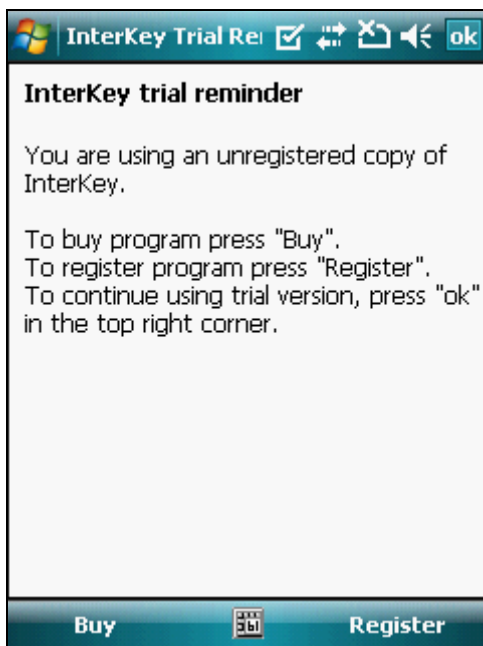 InterKey Trial Rei ok
InterKey trial reminder
You are using an unregistered copy of
InterKey.
To buy program press "Buy".
To register program press "Register".
To continue using trial version, press "ok"
in the top right corner.
Buy Register